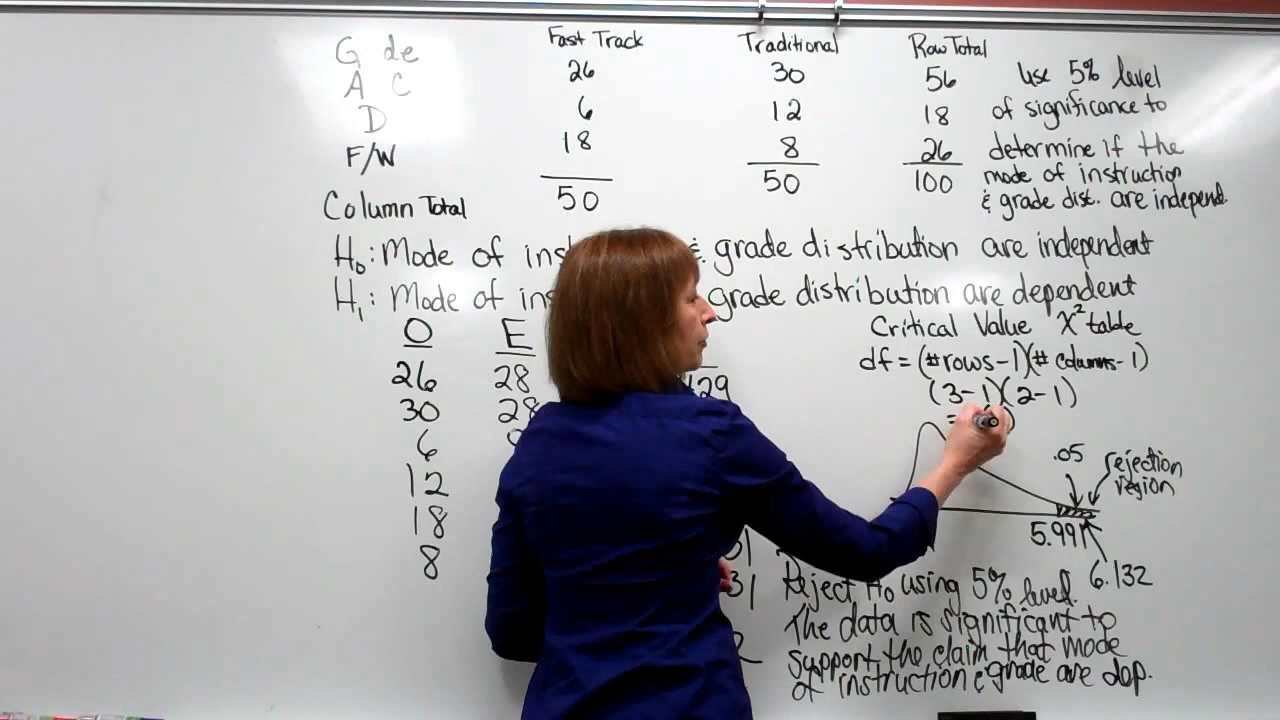 G de Fast Track Traditional Row Total
A C 26 30 56 use 5% level
D 6 12 18 of significance to
F/W 18 8 26 determine if the
50 50 100 mode of instruction
Column Total & grade dist. are independ.
H₀: Mode of inst & grade distribution are independent
H₁: Mode of ins grade distribution are dependent
O E Critical Value X² table
df = (# rows - 1)(# columns - 1)
26 28 129 (3-1)(2-1)
30 28 =
6
12 .05 rejection
region
18
5.991
8 31 6.132
Reject H₀ using 5% level.
The data is significant to
support the claim that mode
of instruction & grade are dep.